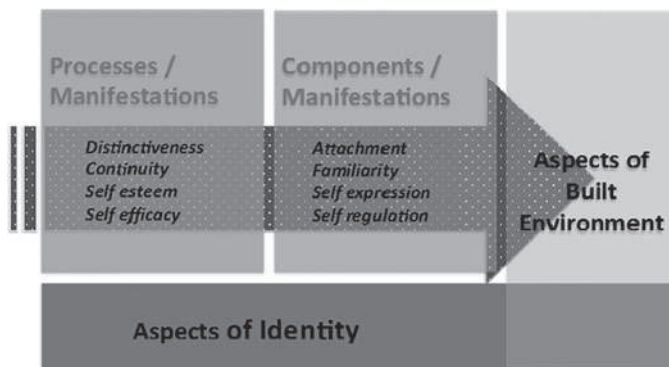 Processes /
Manifestations
Distinctiveness
Continuity
Self esteem
Self efficacy
Components /
Manifestations
Attachment
Familiarity
Self expression
Self regulation
Aspects of
Built
Environment
Aspects of Identity